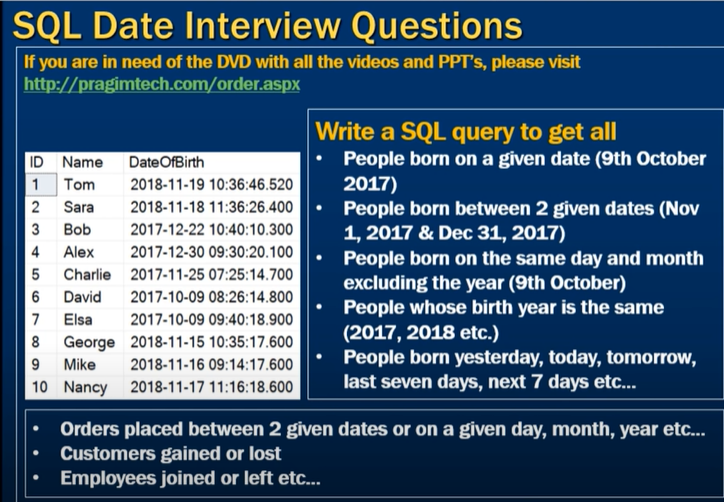 SQL Date Interview Questions
If you are in need of the DVD with all the videos and PPT's, please visit
http://pragimtech.com/order.aspx
ID Name DateOfBirth
1 Tom 2018-11-19 10:36:46.520
2 Sara 2018-11-18 11:36:26.400
3 Bob 2017-12-22 10:40:10.300
4 Alex 2017-12-30 09:30:20.100
5 Charlie 2017-11-25 07:25:14.700
6 David 2017-10-09 08:26:14.800
7 Elsa 2017-10-09 09:40:18.900
8 George 2018-11-15 10:35:17.600
9 Mike 2018-11-16 09:14:17.600
10 Nancy 2018-11-17 11:16:18.600
Write a SQL query to get all
• People born on a given date (9th October
2017)
• People born between 2 given dates (Nov
1, 2017 & Dec 31, 2017)
• People born on the same day and month
excluding the year (9th October)
• People whose birth year is the same
(2017, 2018 etc.)
• People born yesterday, today, tomorrow,
last seven days, next 7 days etc...
• Orders placed between 2 given dates or on a given day, month, year etc...
• Customers gained or lost
• Employees joined or left etc...